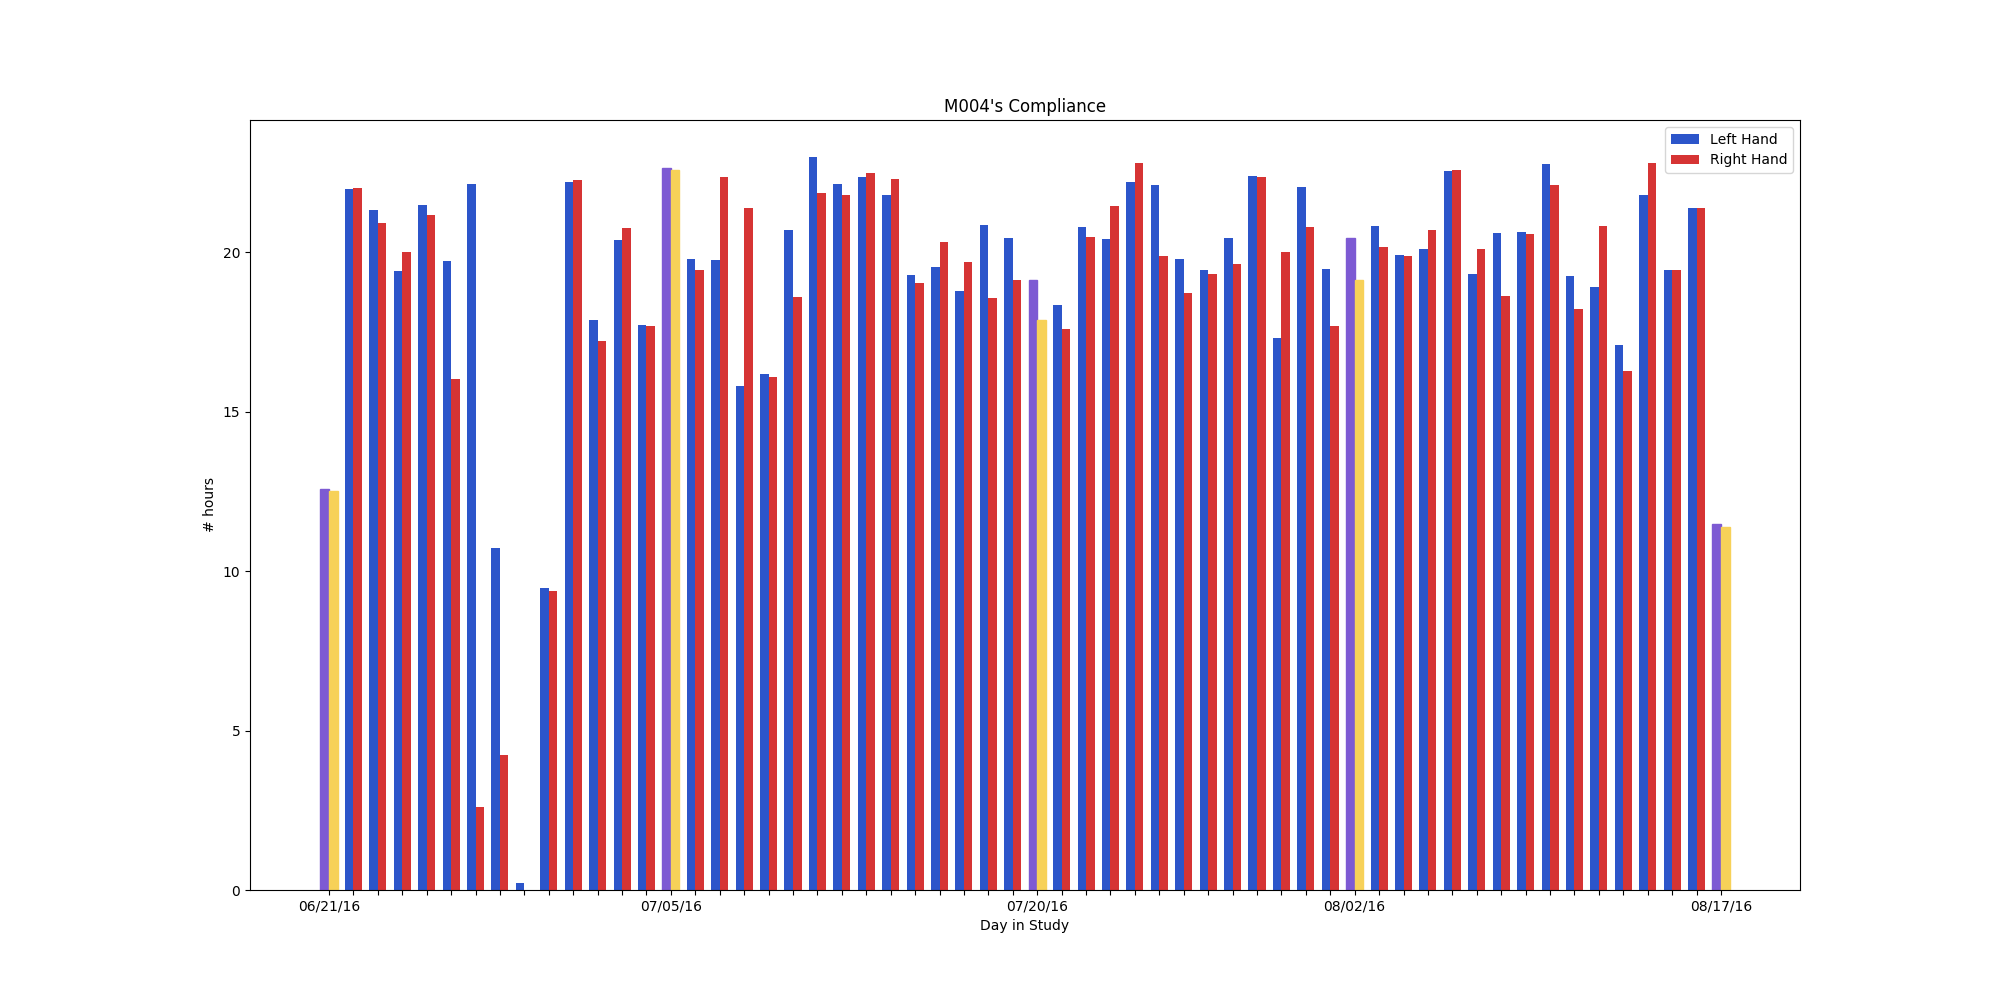 M004's Compliance
Left Hand
Right Hand
# hours
20
15
10
5
0
06/21/16 07/05/16 07/20/16 08/02/16 08/17/16
Day in Study